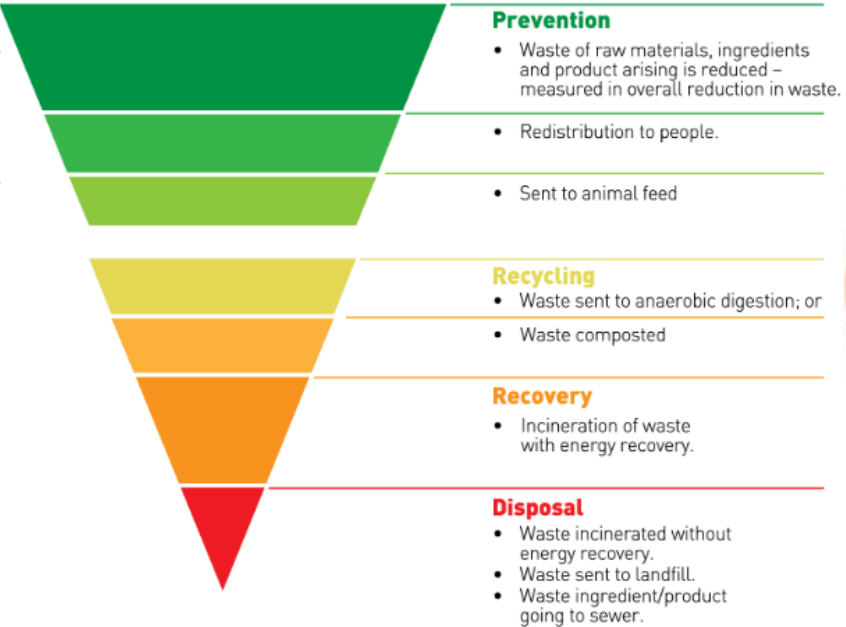 Prevention
• Waste of raw materials, ingredients
and product arising is reduced –
measured in overall reduction in waste.
• Redistribution to people.
• Sent to animal feed
Recycling
• Waste sent to anaerobic digestion; or
• Waste composted
Recovery
• Incineration of waste
with energy recovery.
Disposal
• Waste incinerated without
energy recovery.
• Waste sent to landfill.
• Waste ingredient/product
going to sewer.